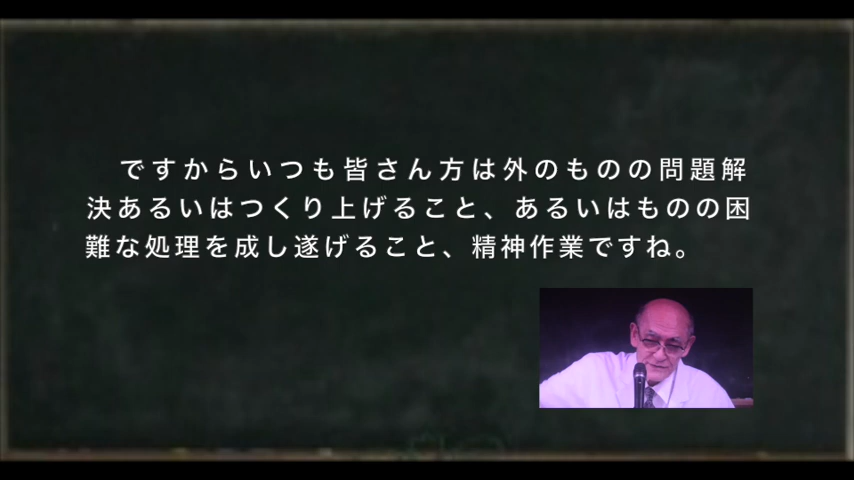 ですからいつも皆さん方は外のものの問題解
決あるいはつくり上げること、あるいはものの困
難な処理を成し遂げること、精神作業ですね。